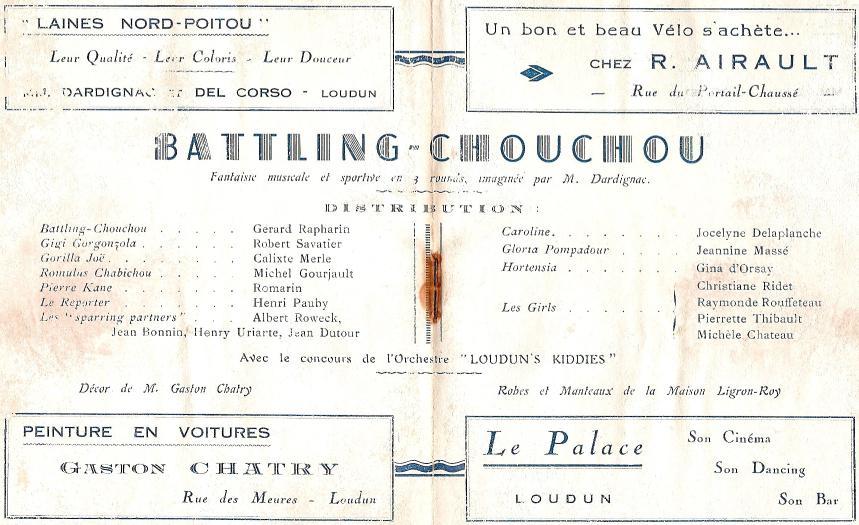 " LAINES NORD-POITOU "
Leur Qualité - Leur Coloris - Leur Douceur
DARDIGNAC ET DEL CORSO - LOUDUN
Un bon et beau Vélo s'achète...
CHEZ R. AIRAULT
— Rue du Portail-Chaussé
BATTLING-CHOUCHOU
Fantaisie musicale et sportive en 3 rounds, imaginée par M. Dardignac.
DISTRIBUTION :
Battling-Chouchou . . . . . Gerard Rapharin
Gigi Gorgonzola . . . . . Robert Savatier
Gorilla Joë . . . . . . Calixte Merle
Romulus Chabichou . . . . . Michel Gourjault
Pierre Kane . . . . . . Romarin
Le Reporter . . . . . . Henri Pauby
Les "sparring partners" . . . . Albert Roweck,
Jean Bonnin, Henry Uriarte, Jean Dutour
Caroline. . . . . . . . Jocelyne Delaplanche
Gloria Pompadour . . . . . Jeannine Massé
Hortensia . . . . . . . Gina d'Orsay
Christiane Ridet
Les Girls . . . . . . Raymonde Rouffeteau
Pierrette Thibault
Michèle Chateau
Avec le concours de l'Orchestre "LOUDUN'S KIDDIES"
Décor de M. Gaston Chatry
Robes et Manteaux de la Maison Ligron-Roy
PEINTURE EN VOITURES
GASTON CHATRY
Rue des Meures - Loudun
Le Palace
LOUDUN
Son Cinéma
Son Dancing
Son Bar